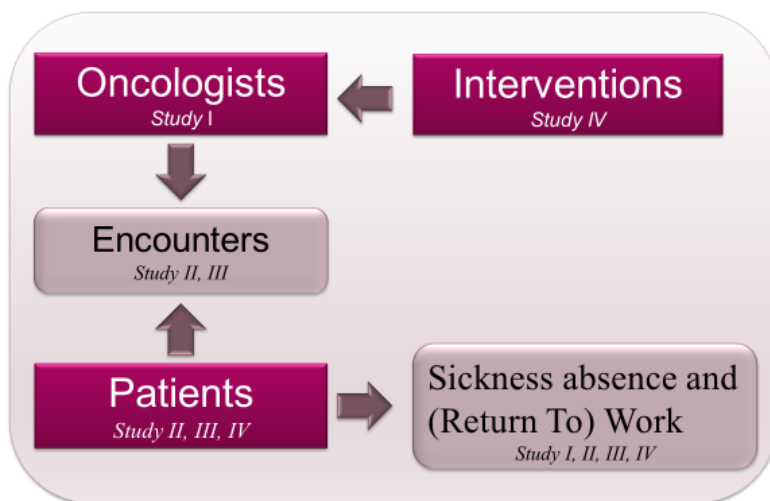 Oncologists
Study I
Interventions
Study IV
Encounters
Study II, III
Patients
Study II, III, IV
Sickness absence and
(Return To) Work
Study I, II, III, IV